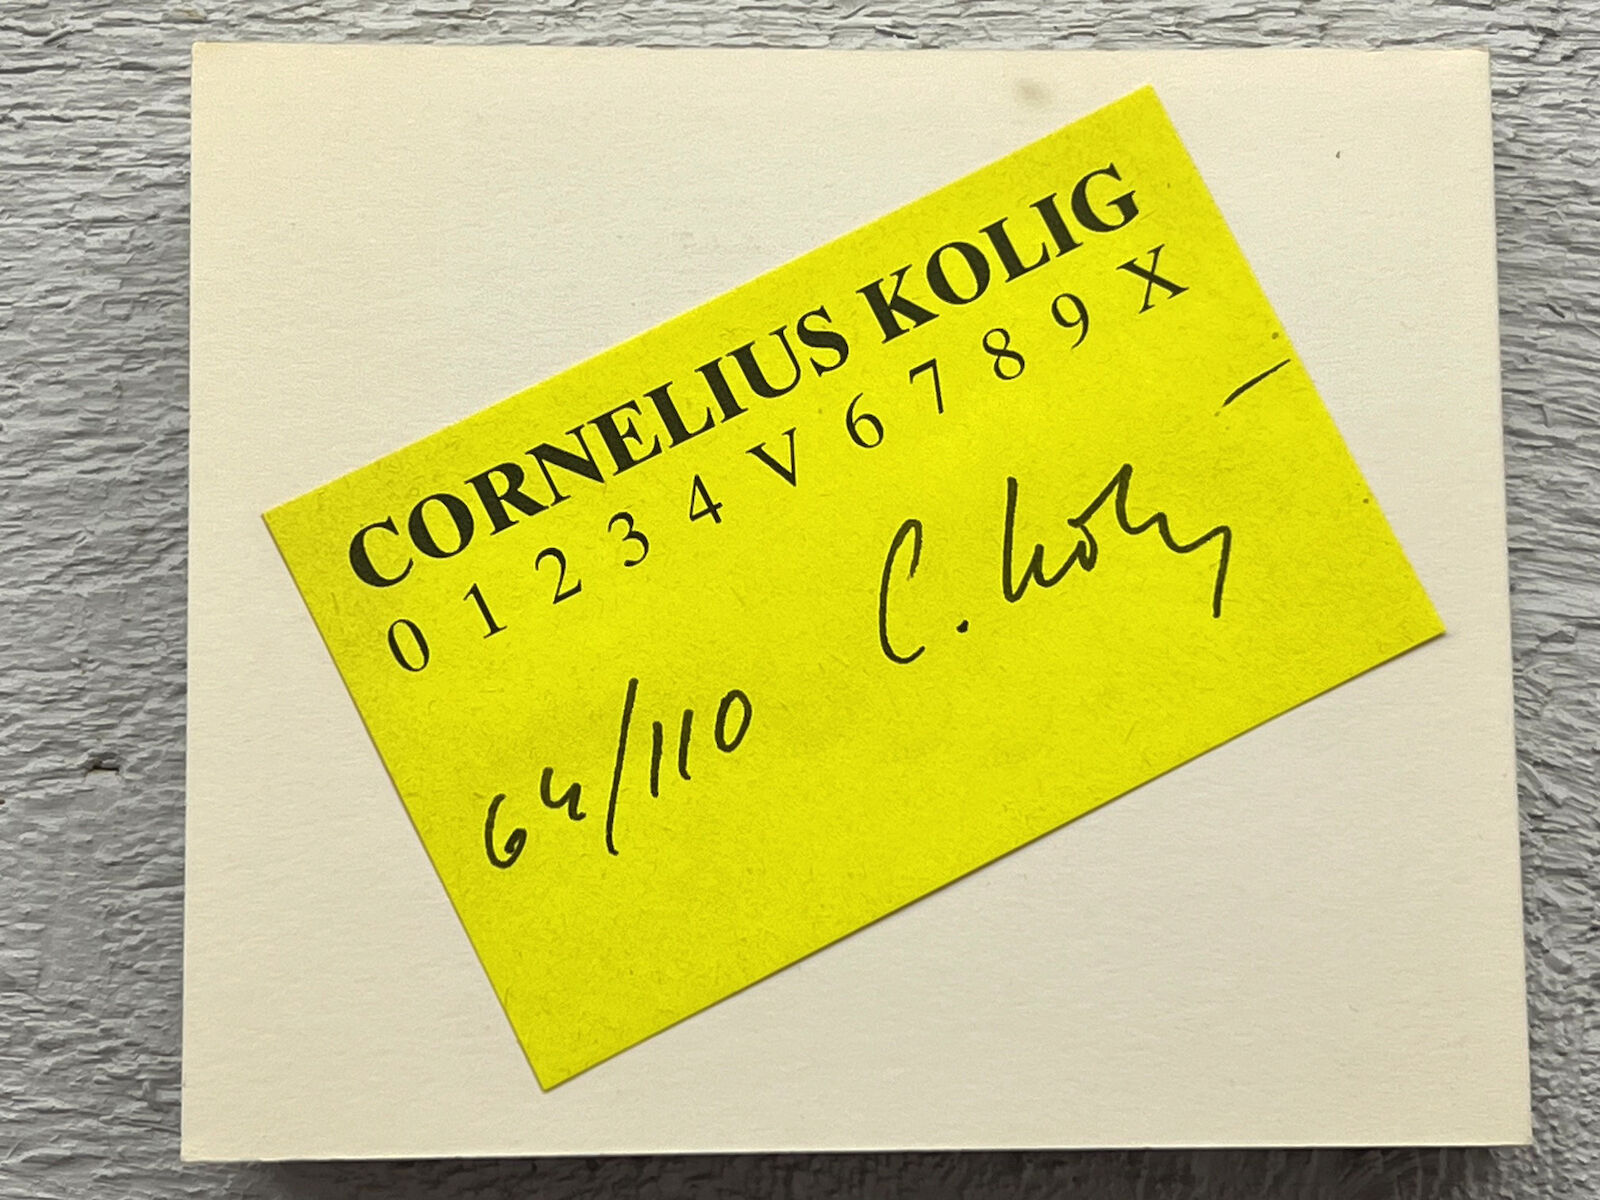 CORNELIUS KOLIG
0 1 2 3 4 V 6 7 8 9 X
C. Kolig
64/110